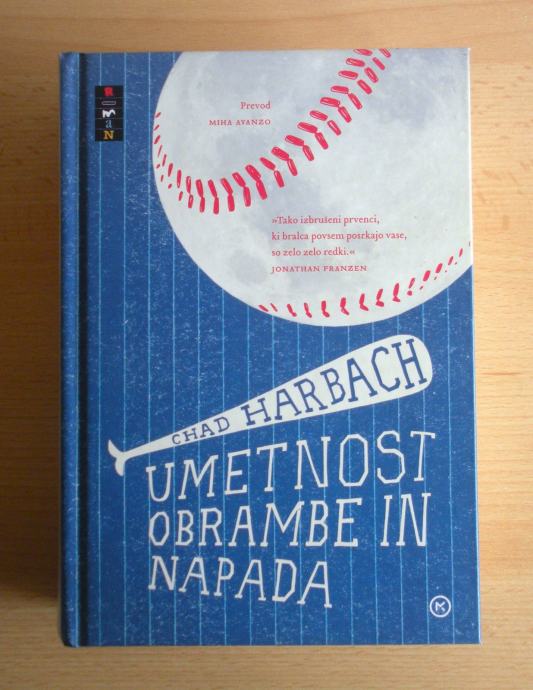 ROMAN
Prevod
MIHA AVANZO
»Tako izbrušeni prvenci,
ki bralca povsem posrkajo vase,
so zelo zelo redki.«
JONATHAN FRANZEN
CHAD HARBACH
UMETNOST
OBRAMBE IN
NAPADA